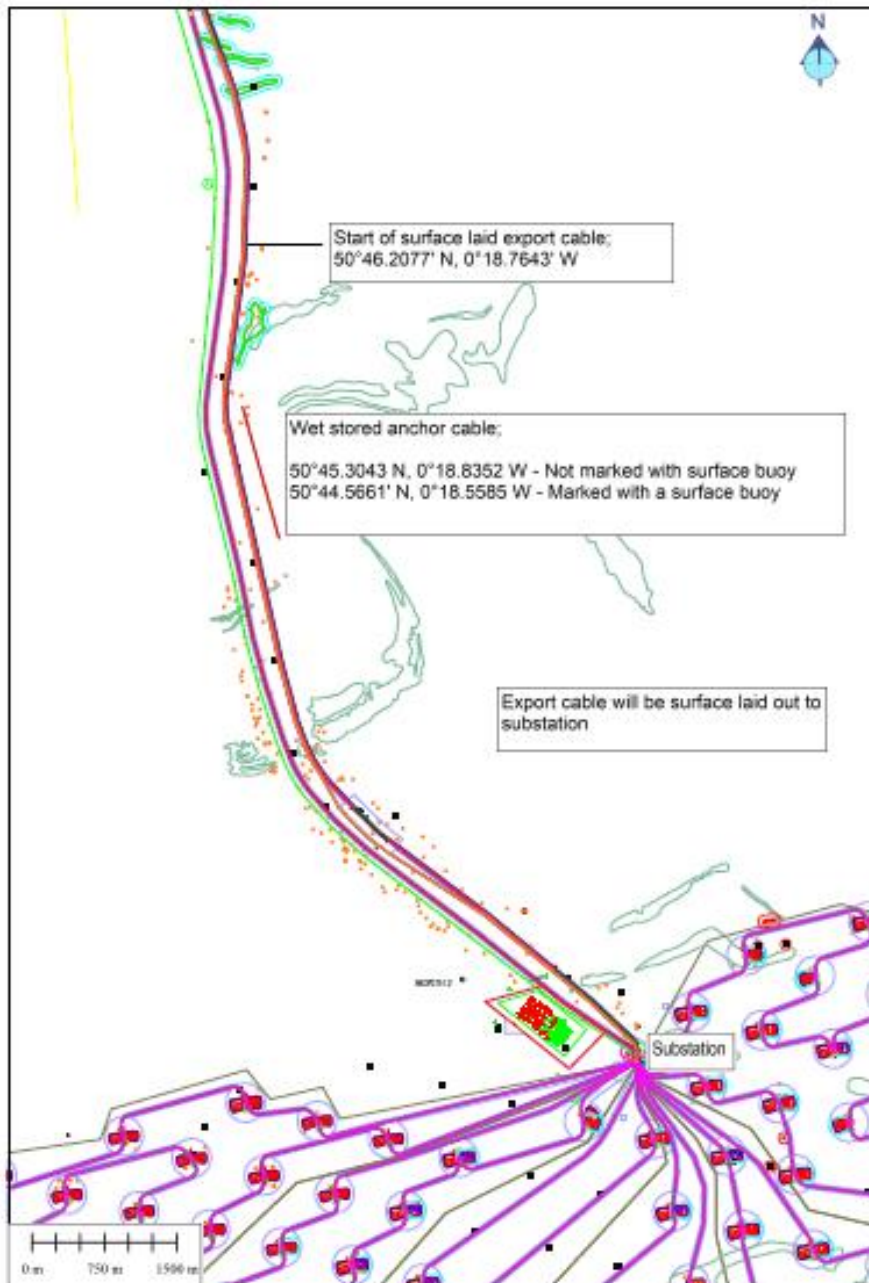 N
Start of surface laid export cable;
50°46.2077' N, 0°18.7643' W
Wet stored anchor cable;
50°45.3043 N, 0°18.8352 W - Not marked with surface buoy
50°44.5661' N, 0°18.5585 W - Marked with a surface buoy
Export cable will be surface laid out to
substation
Substation
0 m 750 m 1500 m